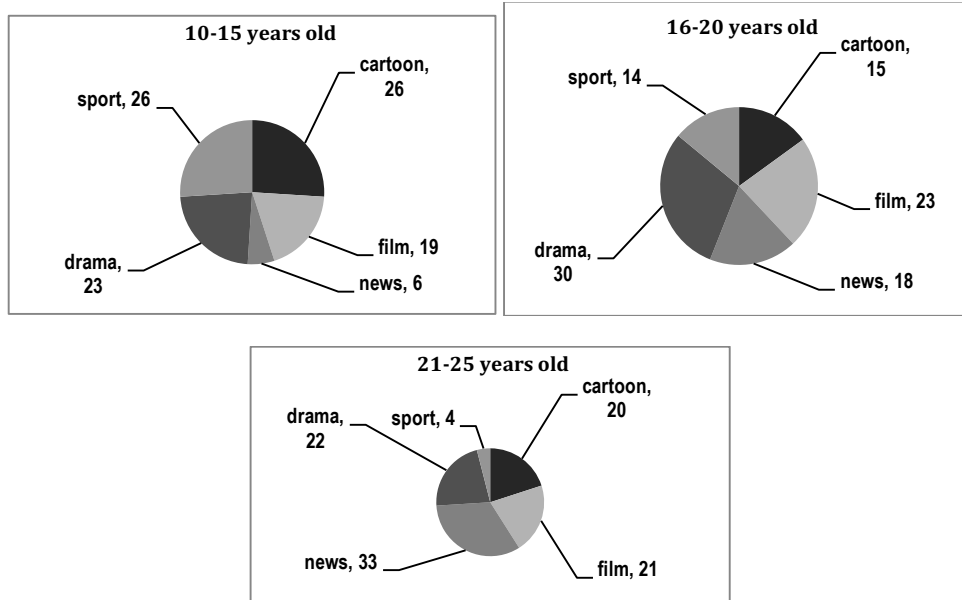 10-15 years old
cartoon,
26
sport, 26
film, 19
drama,
23
news, 6
16-20 years old
cartoon,
15
sport, 14
film, 23
drama,
30
news, 18
21-25 years old
cartoon,
20
drama,
22
sport, 4
news, 33
film, 21